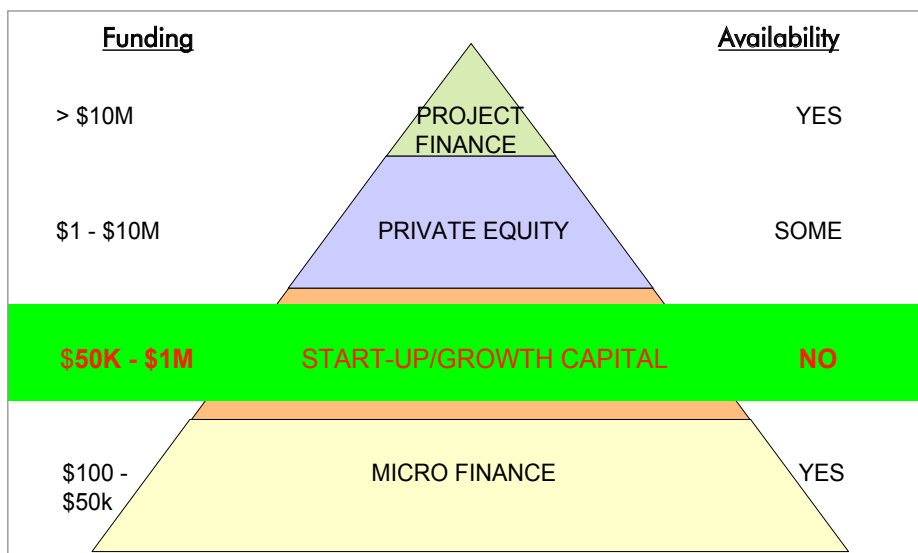 Funding
Availability
> $10M
PROJECT
FINANCE
YES
$1 - $10M
PRIVATE EQUITY
SOME
$50K - $1M
START-UP/GROWTH CAPITAL
NO
$100 -
$50k
MICRO FINANCE
YES